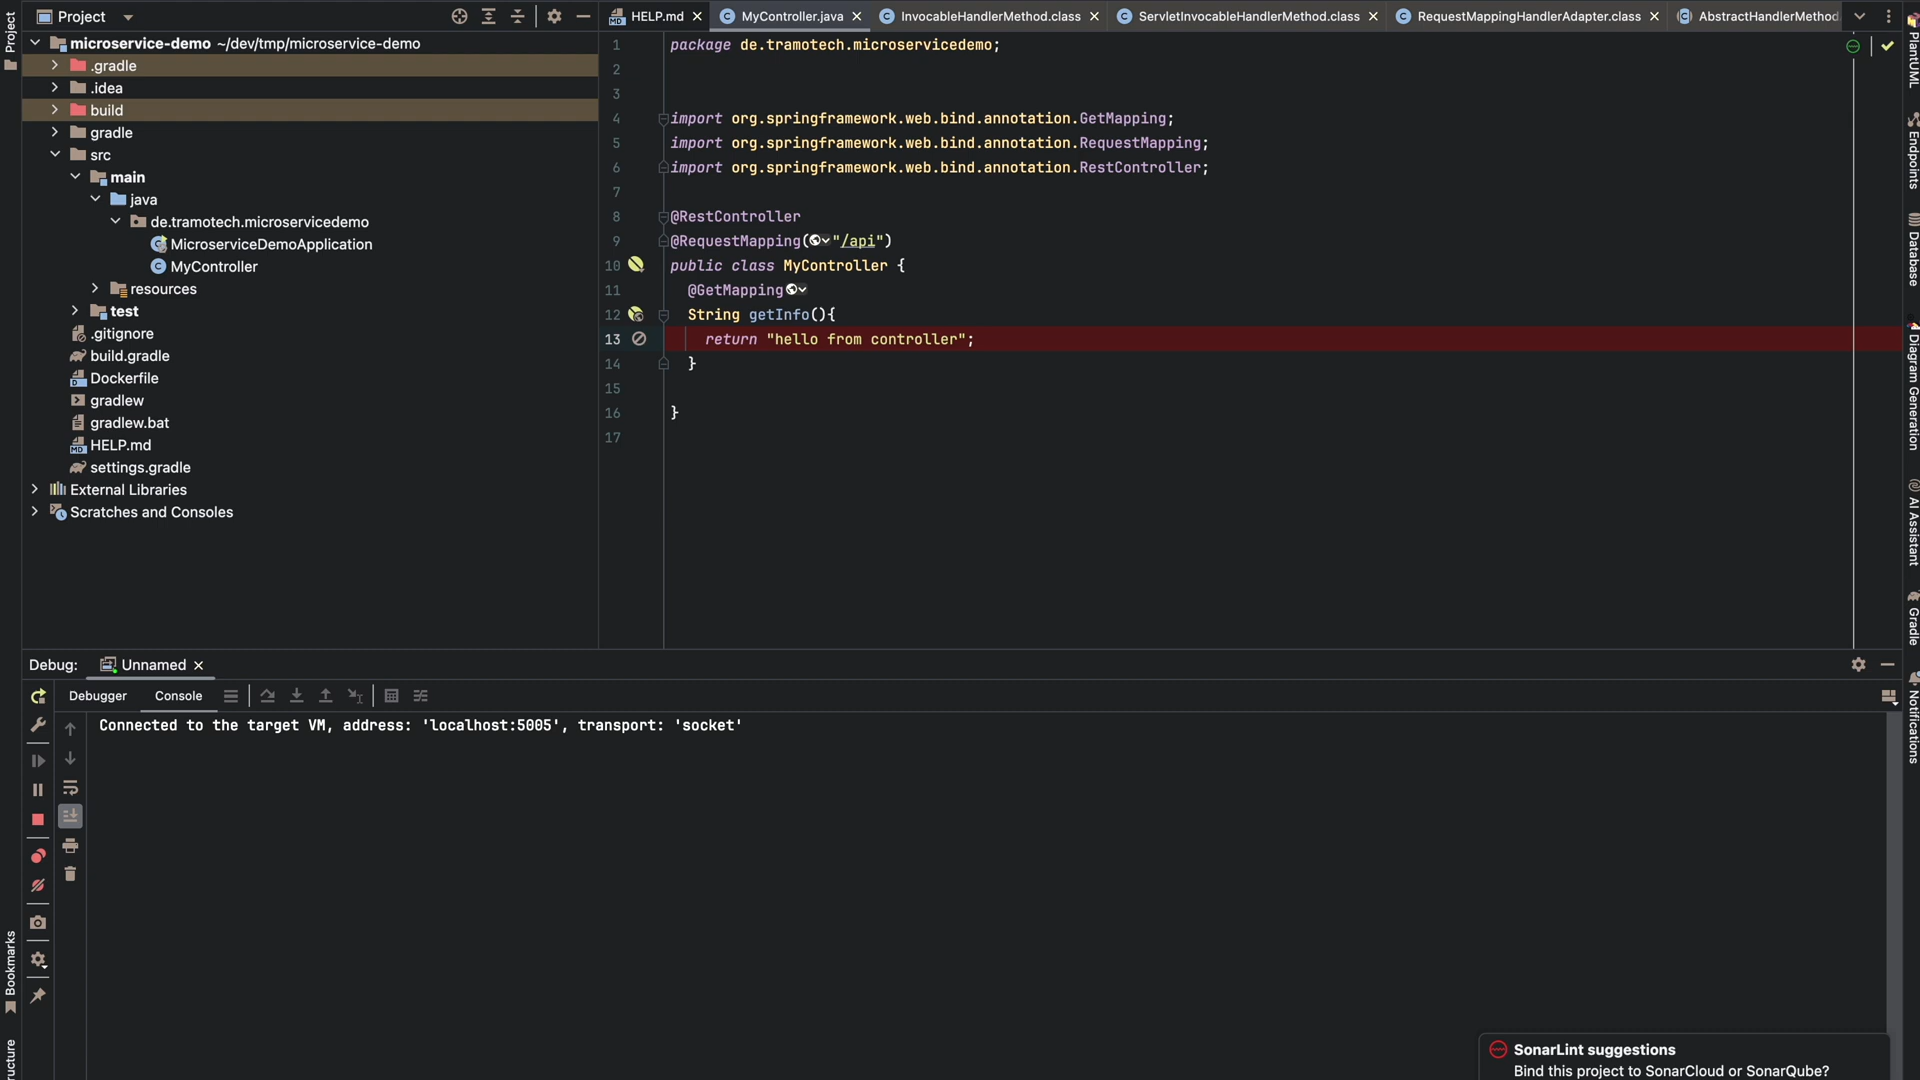 Project
HELP.md
MyController.java
InvocableHandlerMethod.class
ServletInvocableHandlerMethod.class
RequestMappingHandlerAdapter.class
AbstractHandlerMethod
Project
microservice-demo ~/dev/tmp/microservice-demo
.gradle
.idea
build
gradle
src
main
java
de.tramotech.microservicedemo
MicroserviceDemoApplication
MyController
resources
test
.gitignore
build.gradle
Dockerfile
gradlew
gradlew.bat
HELP.md
settings.gradle
External Libraries
Scratches and Consoles
1 package de.tramotech.microservicedemo;
2
3
4 import org.springframework.web.bind.annotation.GetMapping;
5 import org.springframework.web.bind.annotation.RequestMapping;
6 import org.springframework.web.bind.annotation.RestController;
7
8 @RestController
9 @RequestMapping("/api")
10 public class MyController {
11 @GetMapping
12 String getInfo(){
13 return "hello from controller";
14 }
15
16 }
17
PlantUML
Endpoints
Database
Diagram Generation
AI Assistant
Gradle
Notifications
Debug: Unnamed
Debugger Console
Connected to the target VM, address: 'localhost:5005', transport: 'socket'
Bookmarks
ructure
SonarLint suggestions
Bind this project to SonarCloud or SonarQube?